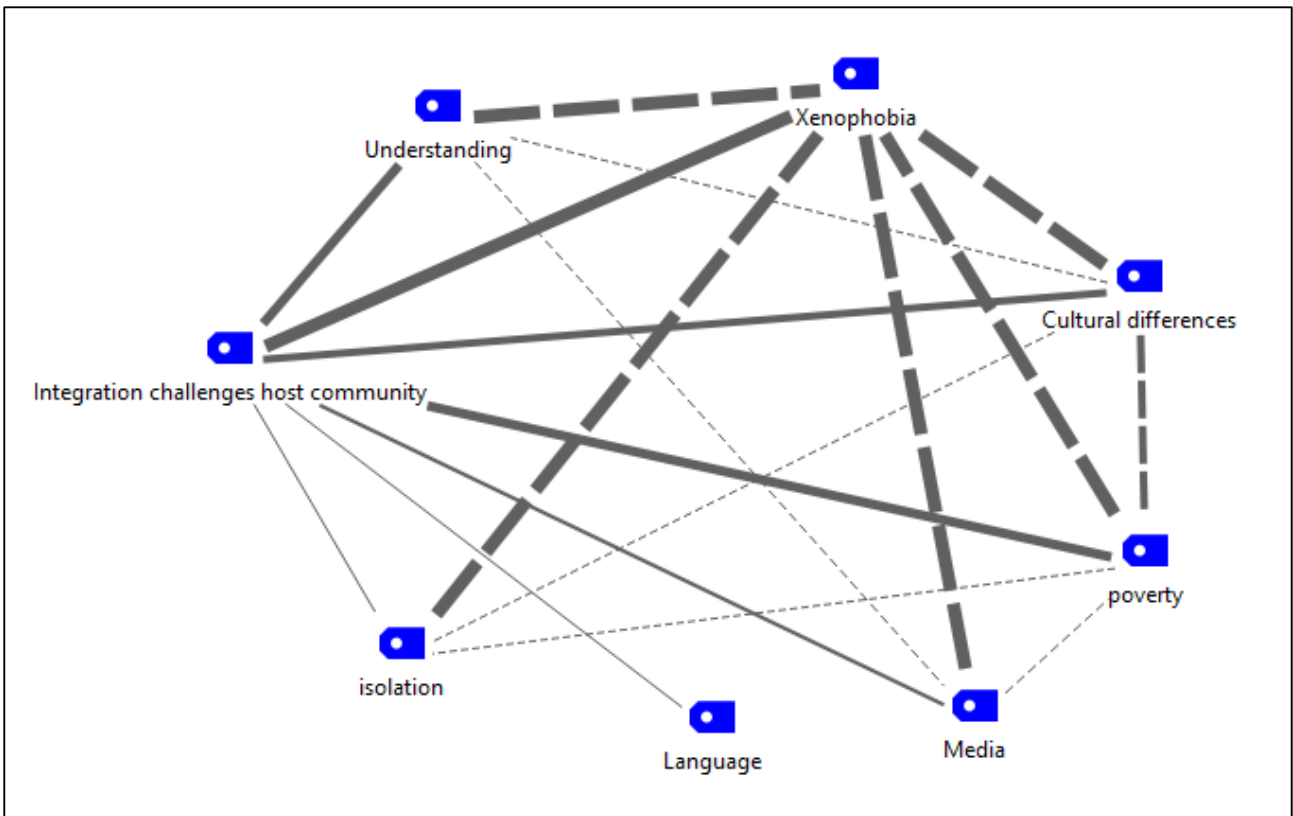 Xenophobia
Understanding
Cultural differences
Integration challenges host community
poverty
isolation
Media
Language